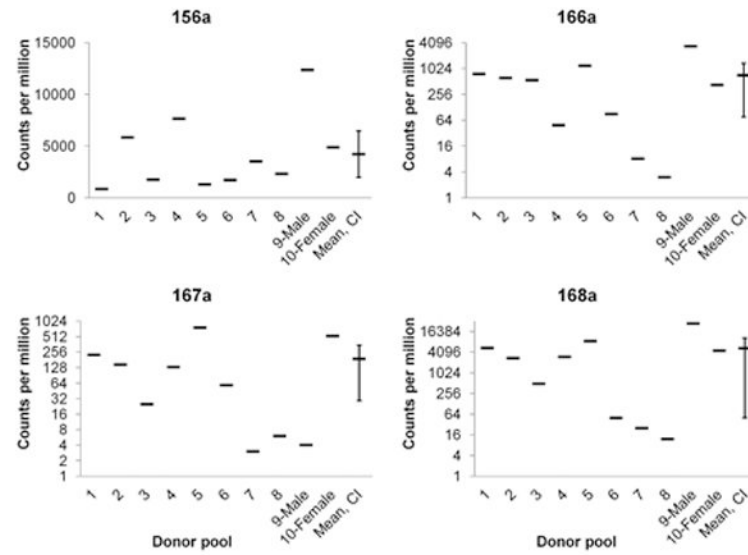 156a
Counts per million
15000
10000
5000
0
1 2 3 4 5 6 7 8 9-Male 10-Female Mean, CI
166a
Counts per million
4096
1024
256
64
16
4
1
1 2 3 4 5 6 7 8 9-Male 10-Female Mean, CI
167a
Counts per million
1024
512
256
128
64
32
16
8
4
2
1
1 2 3 4 5 6 7 8 9-Male 10-Female Mean, CI
Donor pool
168a
Counts per million
16384
4096
1024
256
64
16
4
1
1 2 3 4 5 6 7 8 9-Male 10-Female Mean, CI
Donor pool